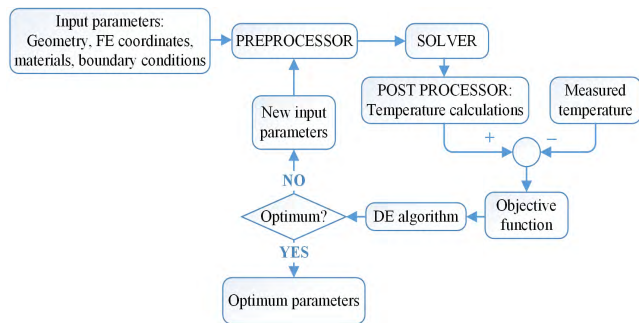 Input parameters:
Geometry, FE coordinates,
materials, boundary conditions
PREPROCESSOR
SOLVER
POST PROCESSOR:
Temperature calculations
Measured
temperature
New input
parameters
+
−
NO
Optimum?
DE algorithm
Objective
function
YES
Optimum parameters